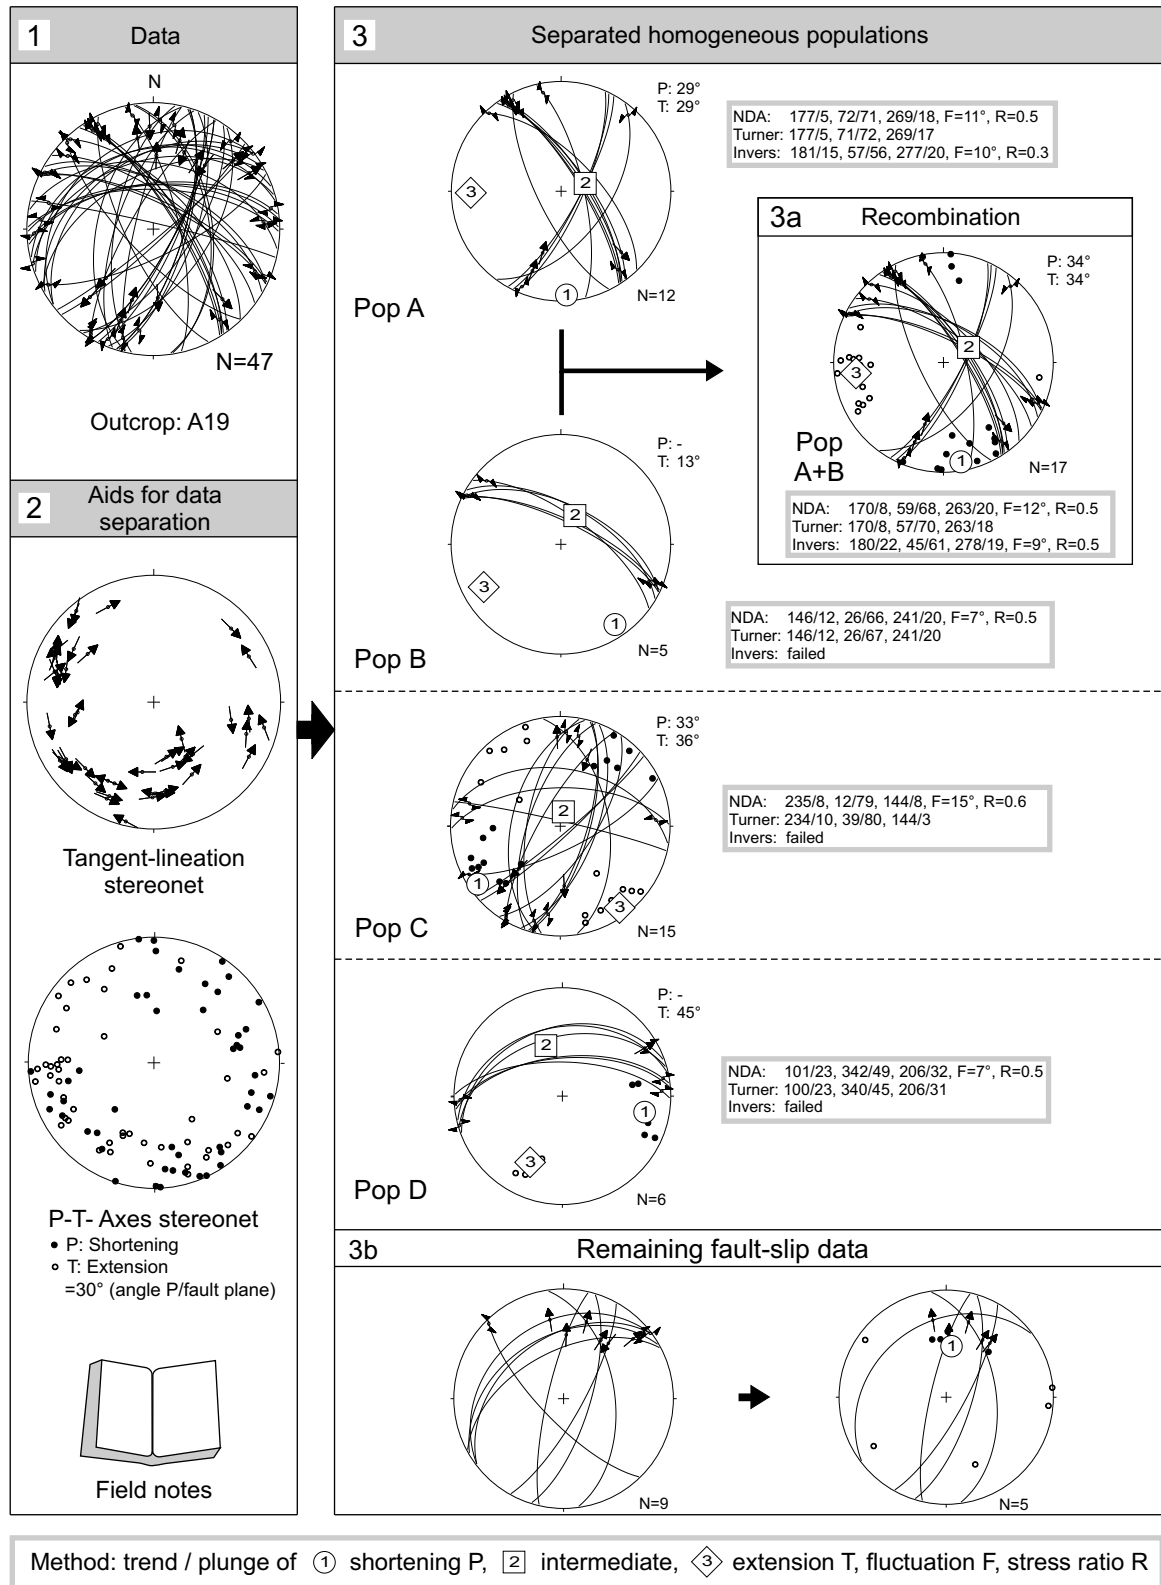 1 Data
N
N=47
Outcrop: A19
2 Aids for data
separation
Tangent-lineation
stereonet
P-T- Axes stereonet
P: Shortening
T: Extension
=30° (angle P/fault plane)
Field notes
3 Separated homogeneous populations
P: 29°
T: 29°
2
3
1
N=12
Pop A
NDA: 177/5, 72/71, 269/18, F=11°, R=0.5
Turner: 177/5, 71/72, 269/17
Invers: 181/15, 57/56, 277/20, F=10°, R=0.3
3a Recombination
P: 34°
T: 34°
2
3
1
Pop
A+B
N=17
NDA: 170/8, 59/68, 263/20, F=12°, R=0.5
Turner: 170/8, 57/70, 263/18
Invers: 180/22, 45/61, 278/19, F=9°, R=0.5
P: -
T: 13°
2
3
1
N=5
Pop B
NDA: 146/12, 26/66, 241/20, F=7°, R=0.5
Turner: 146/12, 26/67, 241/20
Invers: failed
P: 33°
T: 36°
2
1
3
N=15
Pop C
NDA: 235/8, 12/79, 144/8, F=15°, R=0.6
Turner: 234/10, 39/80, 144/3
Invers: failed
P: -
T: 45°
2
1
3
N=6
Pop D
NDA: 101/23, 342/49, 206/32, F=7°, R=0.5
Turner: 100/23, 340/45, 206/31
Invers: failed
3b Remaining fault-slip data
1
N=9
N=5
Method: trend / plunge of 1 shortening P, 2 intermediate, 3 extension T, fluctuation F, stress ratio R